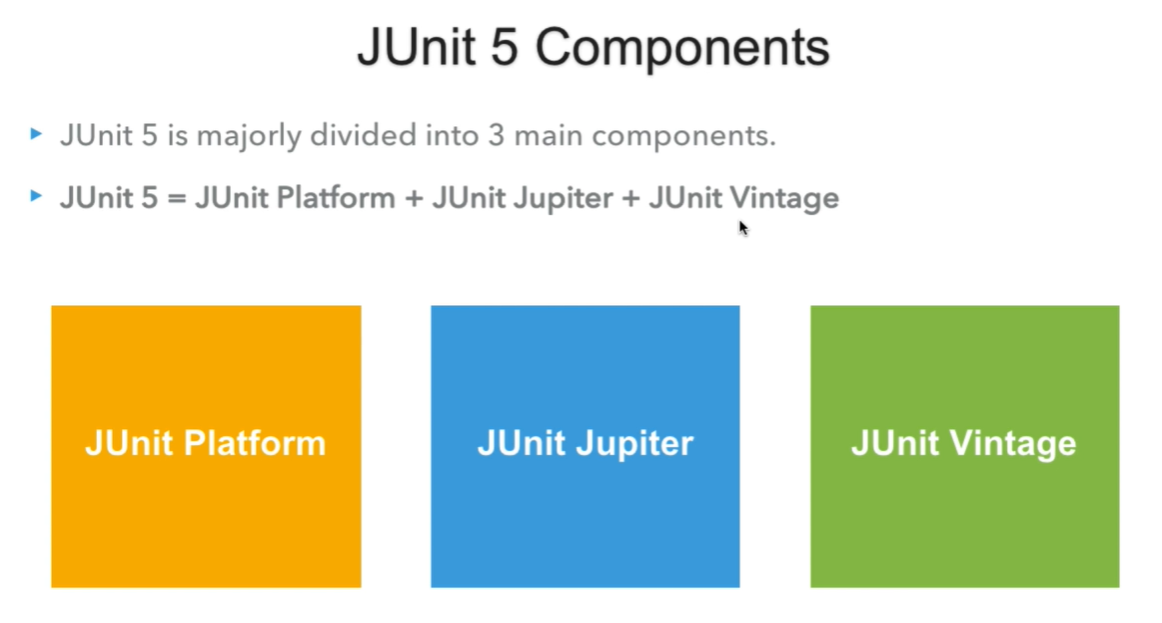 JUnit 5 Components
JUnit 5 is majorly divided into 3 main components.
JUnit 5 = JUnit Platform + JUnit Jupiter + JUnit Vintage
JUnit Platform
JUnit Jupiter
JUnit Vintage